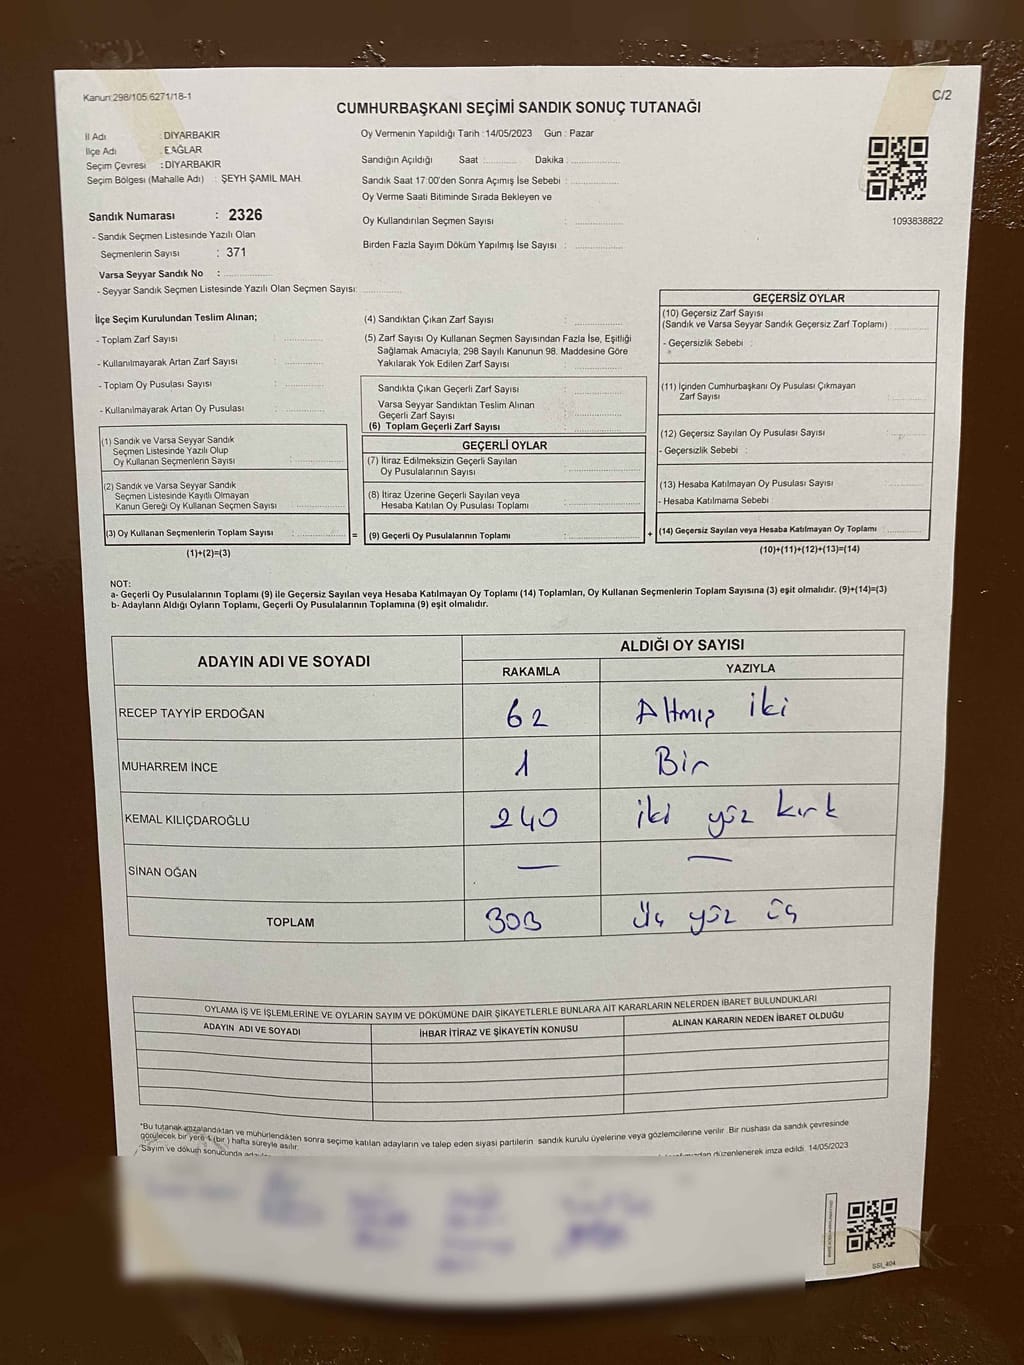 Kanun:298/105:6271/18-1
C/2
CUMHURBAŞKANI SEÇİMİ SANDIK SONUÇ TUTANAĞI
İl Adı : DİYARBAKIR
İlçe Adı : BAĞLAR
Seçim Çevresi : DİYARBAKIR
Seçim Bölgesi (Mahalle Adı) : ŞEYH ŞAMİL MAH.
Oy Vermenin Yapıldığı Tarih :14/05/2023 Gün : Pazar
Sandığın Açıldığı Saat :............ Dakika :............
Sandık Saat 17:00'den Sonra Açımış İse Sebebi :............
Oy Verme Saati Bitiminde Sırada Bekleyen ve
Oy Kullandırılan Seçmen Sayısı :............
Birden Fazla Sayım Döküm Yapılmış İse Sayısı :............
1093838822
Sandık Numarası : 2326
- Sandık Seçmen Listesinde Yazılı Olan
Seçmenlerin Sayısı : 371
Varsa Seyyar Sandık No :............
- Seyyar Sandık Seçmen Listesinde Yazılı Olan Seçmen Sayısı:............
İlçe Seçim Kurulundan Teslim Alınan;
- Toplam Zarf Sayısı :............
- Kullanılmayarak Artan Zarf Sayısı :............
- Toplam Oy Pusulası Sayısı :............
- Kullanılmayarak Artan Oy Pusulası :............
(1) Sandık ve Varsa Seyyar Sandık
Seçmen Listesinde Yazılı Olup
Oy Kullanan Seçmenlerin Sayısı :............
(2) Sandık ve Varsa Seyyar Sandık
Seçmen Listesinde Kayıtlı Olmayan
Kanun Gereği Oy Kullanan Seçmen Sayısı :............
(3) Oy Kullanan Seçmenlerin Toplam Sayısı :............
(1)+(2)=(3)
=
(4) Sandıktan Çıkan Zarf Sayısı :............
(5) Zarf Sayısı Oy Kullanan Seçmen Sayısından Fazla İse, Eşitliği
Sağlamak Amacıyla, 298 Sayılı Kanunun 98. Maddesine Göre
Yakılarak Yok Edilen Zarf Sayısı :............
Sandıkta Çıkan Geçerli Zarf Sayısı :............
Varsa Seyyar Sandıktan Teslim Alınan
Geçerli Zarf Sayısı :............
(6) Toplam Geçerli Zarf Sayısı :............
GEÇERLİ OYLAR
(7) İtiraz Edilmeksizin Geçerli Sayılan
Oy Pusulalarının Sayısı :............
(8) İtiraz Üzerine Geçerli Sayılan veya
Hesaba Katılan Oy Pusulaları Toplamı :............
(9) Geçerli Oy Pusulalarının Toplamı :............
+
GEÇERSİZ OYLAR
(10) Geçersiz Zarf Sayısı
(Sandık ve Varsa Seyyar Sandık Geçersiz Zarf Toplamı) :............
- Geçersizlik Sebebi :
(11) İçinden Cumhurbaşkanı Oy Pusulası Çıkmayan
Zarf Sayısı :............
(12) Geçersiz Sayılan Oy Pusulası Sayısı :............
- Geçersizlik Sebebi :
(13) Hesaba Katılmayan Oy Pusulası Sayısı :............
- Hesaba Katılmama Sebebi :
(14) Geçersiz Sayılan veya Hesaba Katılmayan Oy Toplamı :............
(10)+(11)+(12)+(13)=(14)
NOT:
a- Geçerli Oy Pusulalarının Toplamı (9) ile Geçersiz Sayılan veya Hesaba Katılmayan Oy Toplamı (14) Toplamları, Oy Kullanan Seçmenlerin Toplam Sayısına (3) eşit olmalıdır. (9)+(14)=(3)
b- Adayların Aldığı Oyların Toplamı, Geçerli Oy Pusulalarının Toplamına (9) eşit olmalıdır.
ADAYIN ADI VE SOYADI ALDIĞI OY SAYISI
RAKAMLA YAZIYLA
RECEP TAYYİP ERDOĞAN 62 Altmış iki
MUHARREM İNCE 1 Bir
KEMAL KILIÇDAROĞLU 240 iki yüz kırk
SİNAN OĞAN — —
TOPLAM 303 Üç yüz üç
OYLAMA İŞ VE İŞLEMLERİNE VE OYLARIN SAYIM VE DÖKÜMÜNE DAİR ŞİKAYETLERLE BUNLARA AİT KARARLARIN NELERDEN İBARET BULUNDUKLARI
ADAYIN ADI VE SOYADI İHBAR İTİRAZ VE ŞİKAYETİN KONUSU ALINAN KARARIN NEDEN İBARET OLDUĞU
*Bu tutanak imzalandıktan ve mühürlendikten sonra seçime katılan adayların ve talep eden siyasi partilerin sandık kurulu üyelerine veya gözlemcilerine verilir. Bir nüshası da sandık çevresinde
görülecek bir yere 1 (bir ) hafta süreyle asılır.
*Sayım ve döküm sonucunda düzenlenerek imza edildi. 14/05/2023
SSI_404